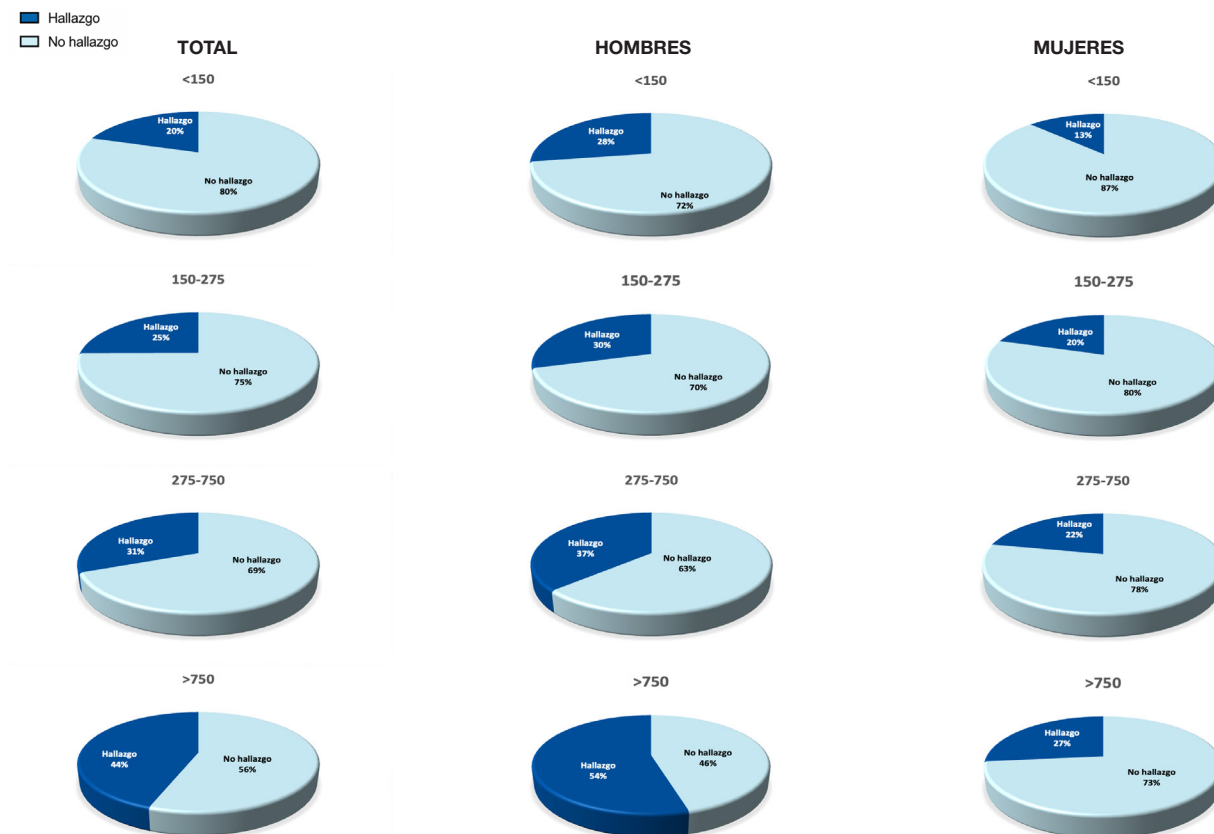 Hallazgo
No hallazgo
TOTAL
HOMBRES
MUJERES
<150
<150
<150
Hallazgo
20%
No hallazgo
80%
Hallazgo
28%
No hallazgo
72%
Hallazgo
13%
No hallazgo
87%
150-275
150-275
150-275
Hallazgo
25%
No hallazgo
75%
Hallazgo
30%
No hallazgo
70%
Hallazgo
20%
No hallazgo
80%
275-750
275-750
275-750
Hallazgo
31%
No hallazgo
69%
Hallazgo
37%
No hallazgo
63%
Hallazgo
22%
No hallazgo
78%
>750
>750
>750
Hallazgo
44%
No hallazgo
56%
Hallazgo
54%
No hallazgo
46%
Hallazgo
27%
No hallazgo
73%